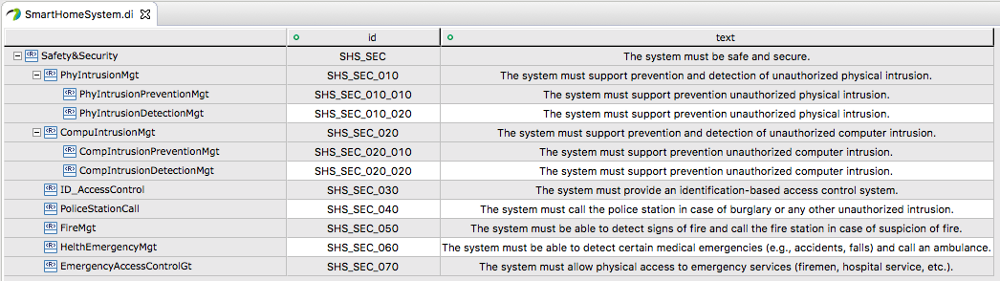 SmartHomeSystem.di
id text
Safety&Security SHS_SEC The system must be safe and secure.
PhyIntrusionMgt SHS_SEC_010 The system must support prevention and detection of unauthorized physical intrusion.
PhyIntrusionPreventionMgt SHS_SEC_010_010 The system must support prevention unauthorized physical intrusion.
PhyIntrusionDetectionMgt SHS_SEC_010_020 The system must support prevention unauthorized physical intrusion.
CompuIntrusionMgt SHS_SEC_020 The system must support prevention and detection of unauthorized computer intrusion.
CompIntrusionPreventionMgt SHS_SEC_020_010 The system must support prevention unauthorized computer intrusion.
CompIntrusionDetectionMgt SHS_SEC_020_020 The system must support prevention unauthorized computer intrusion.
ID_AccessControl SHS_SEC_030 The system must provide an identification-based access control system.
PoliceStationCall SHS_SEC_040 The system must call the police station in case of burglary or any other unauthorized intrusion.
FireMgt SHS_SEC_050 The system must be able to detect signs of fire and call the fire station in case of suspicion of fire.
HelthEmergencyMgt SHS_SEC_060 The system must be able to detect certain medical emergencies (e.g., accidents, falls) and call an ambulance.
EmergencyAccessControlGt SHS_SEC_070 The system must allow physical access to emergency services (firemen, hospital service, etc.).